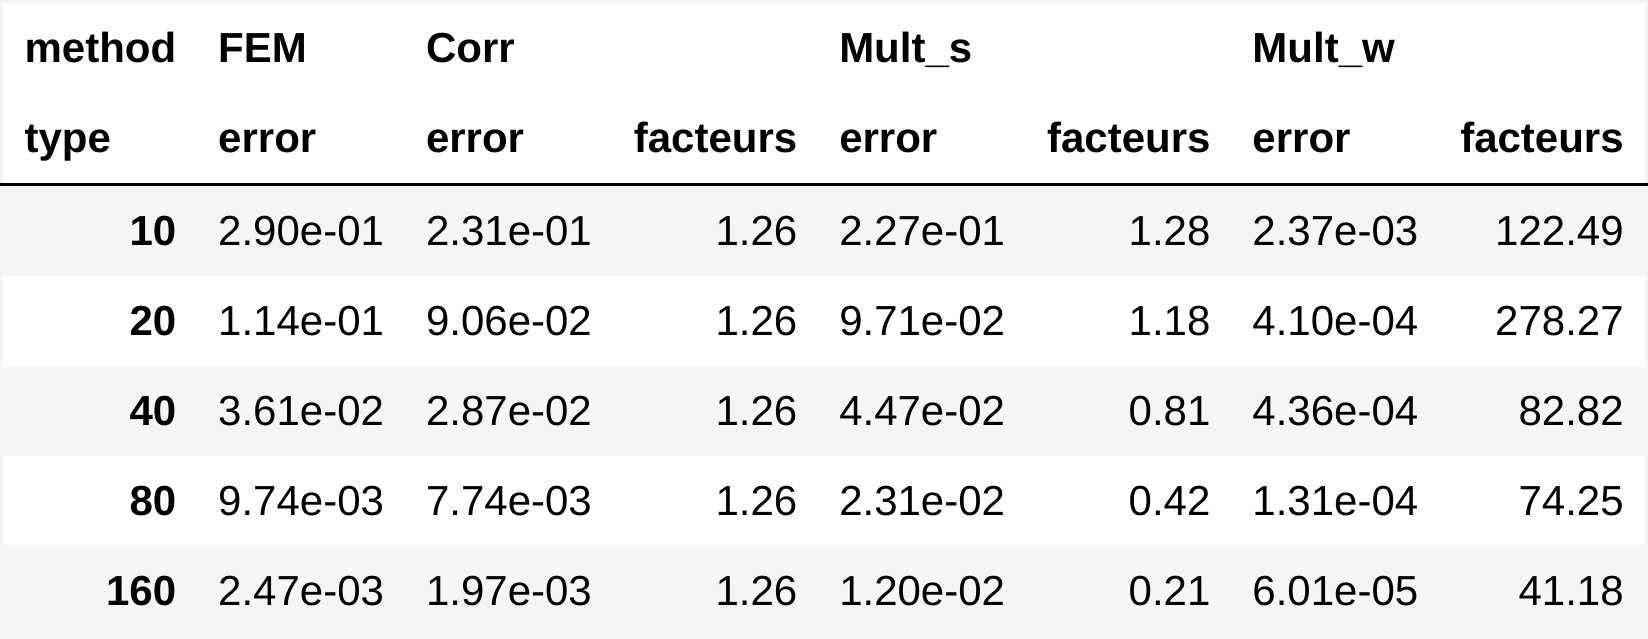 method FEM Corr Mult_s Mult_w
type error error facteurs error facteurs error facteurs
10 2.90e-01 2.31e-01 1.26 2.27e-01 1.28 2.37e-03 122.49
20 1.14e-01 9.06e-02 1.26 9.71e-02 1.18 4.10e-04 278.27
40 3.61e-02 2.87e-02 1.26 4.47e-02 0.81 4.36e-04 82.82
80 9.74e-03 7.74e-03 1.26 2.31e-02 0.42 1.31e-04 74.25
160 2.47e-03 1.97e-03 1.26 1.20e-02 0.21 6.01e-05 41.18